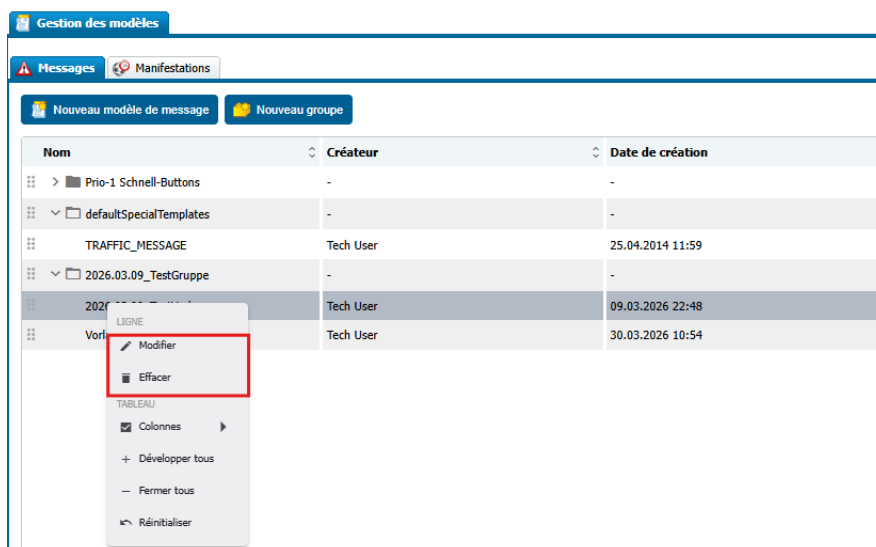 Gestion des modèles
Messages Manifestations
Nouveau modèle de message Nouveau groupe
Nom Créateur Date de création
Prio-1 Schnell-Buttons - -
defaultSpecialTemplates - -
TRAFFIC_MESSAGE Tech User 25.04.2014 11:59
2026.03.09_TestGruppe - -
Tech User 09.03.2026 22:48
Tech User 30.03.2026 10:54
LIGNE
Modifier
Effacer
TABLEAU
Colonnes
Développer tous
Fermer tous
Réinitialiser